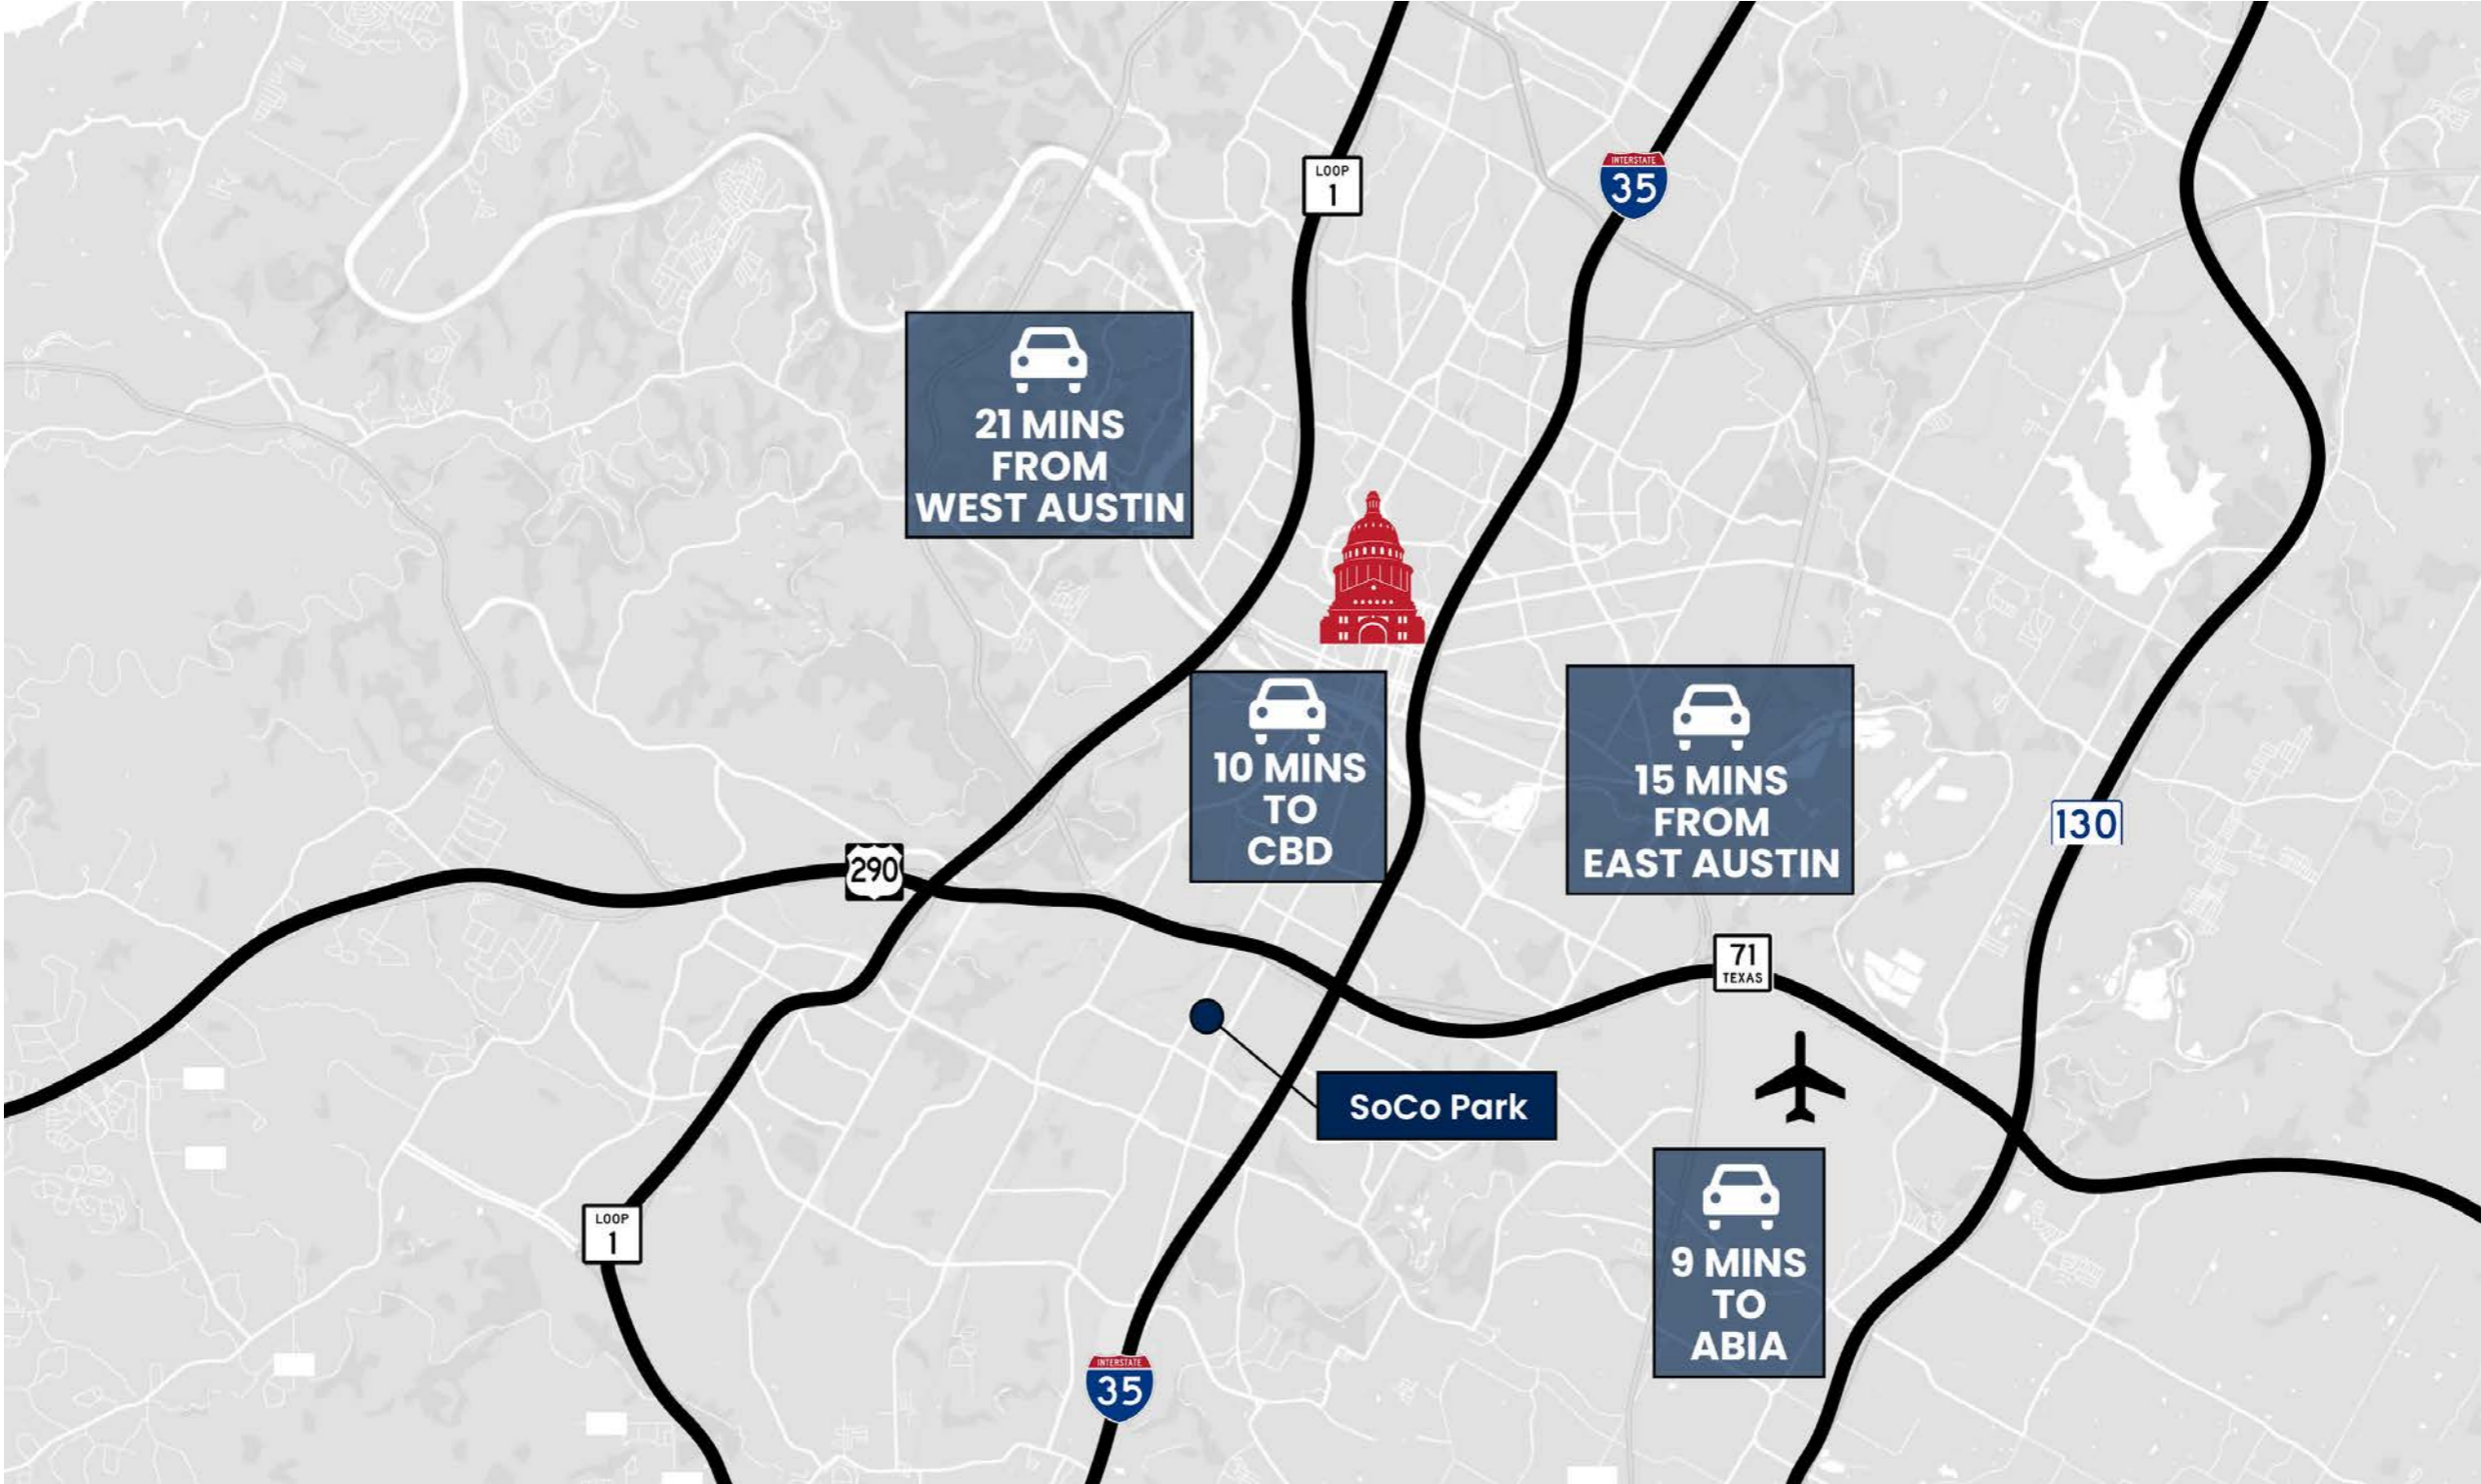 LOOP
1
INTERSTATE
35
21 MINS
FROM
WEST AUSTIN
10 MINS
TO
CBD
15 MINS
FROM
EAST AUSTIN
130
290
71
TEXAS
SoCo Park
9 MINS
TO
ABIA
LOOP
1
INTERSTATE
35